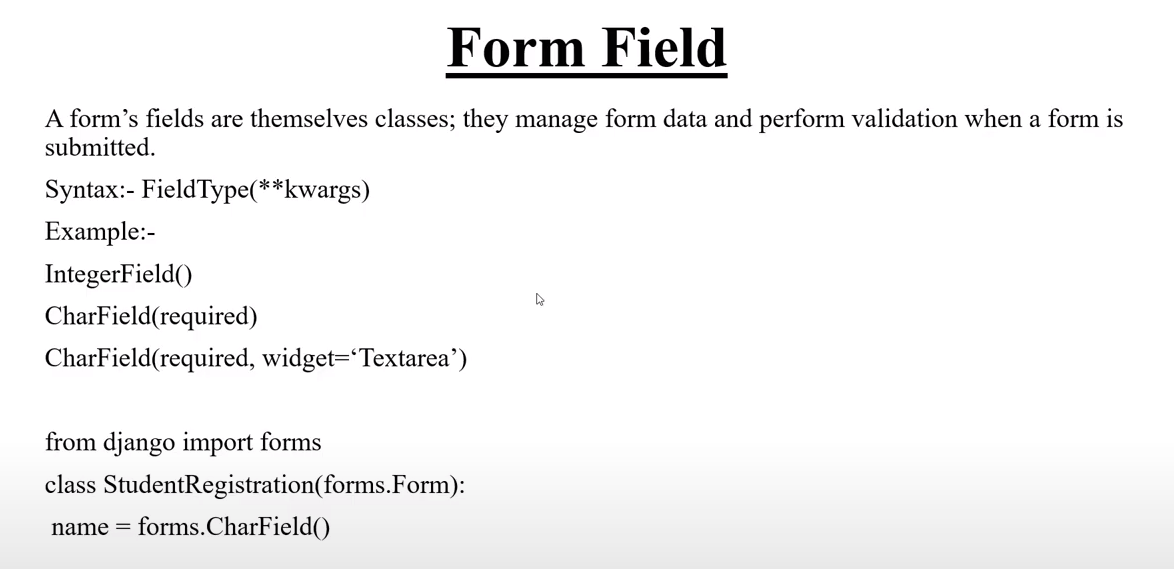 Form Field
A form’s fields are themselves classes; they manage form data and perform validation when a form is
submitted.
Syntax:- FieldType(**kwargs)
Example:-
IntegerField()
CharField(required)
CharField(required, widget=‘Textarea’)
from django import forms
class StudentRegistration(forms.Form):
name = forms.CharField()